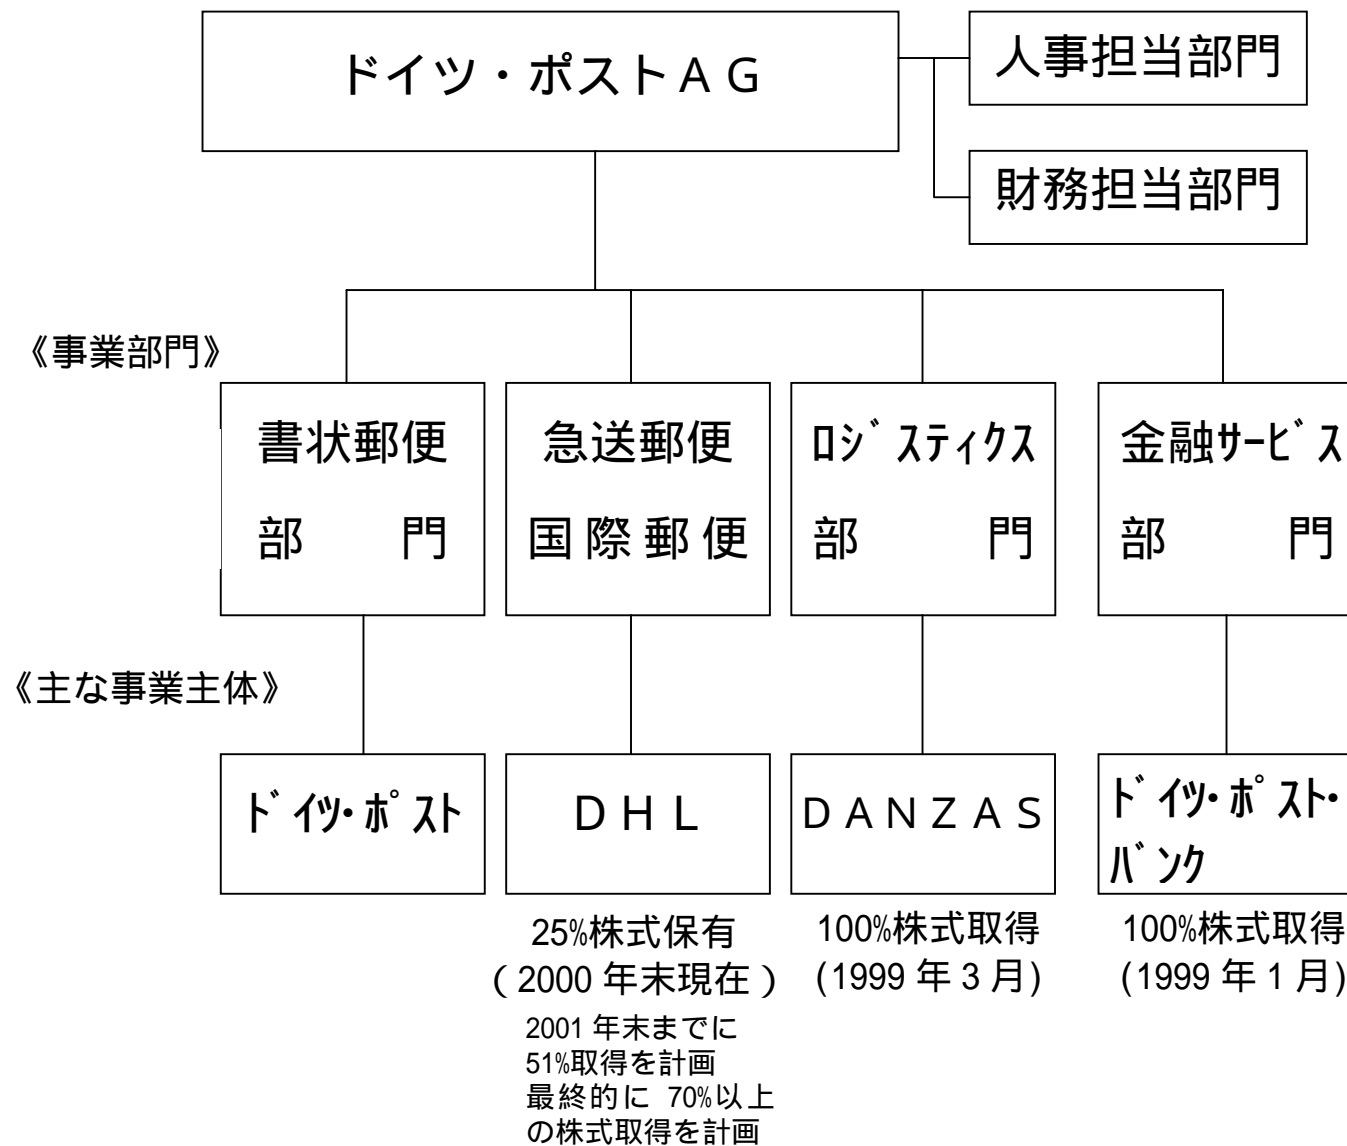 ドイツ・ポストＡＧ
人事担当部門
財務担当部門
《事業部門》
書状郵便
部　　門
急送郵便
国際郵便
ﾛｼﾞｽﾃｨｸｽ
部　　門
金融ｻｰﾋﾞｽ
部　　門
《主な事業主体》
ﾄﾞｲﾂ・ﾎﾟｽﾄ
ＤＨＬ
ＤＡＮＺＡＳ
ﾄﾞｲﾂ・ﾎﾟｽﾄ・
ﾊﾞﾝｸ
25%株式保有
（2000 年末現在）
2001 年末までに
51%取得を計画
最終的に 70%以上
の株式取得を計画
100%株式取得
(1999 年 3 月)
100%株式取得
(1999 年 1 月)